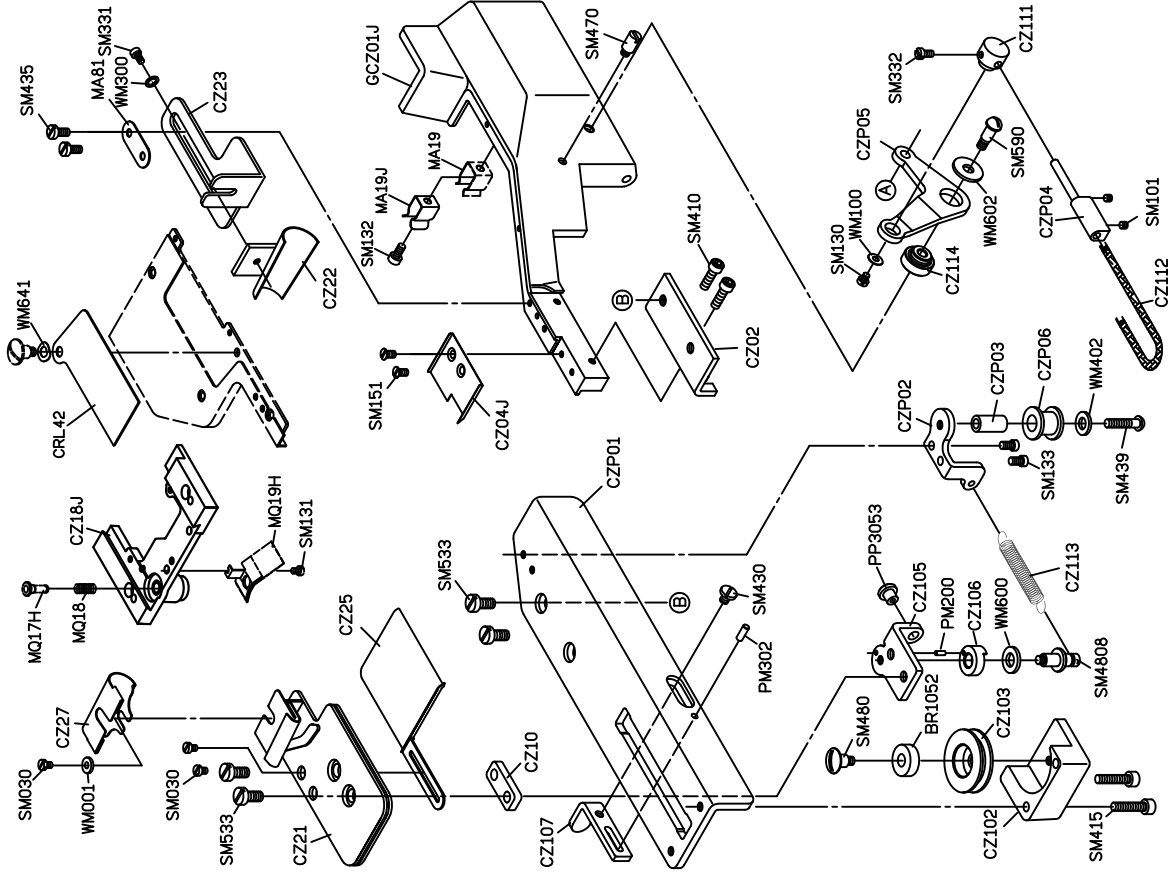 SM331
SM435
MA81
WM300
CZ23
CZ22
WM641
CRL42
CZ18J
MQ17H
MQ18
MQ19H
SM131
CZ27
SM030
WM001
SM030
SM533
CZ21
CZ25
CZ10
GCZ01J
SM470
MA19
MA19J
SM132
SM410
B
CZ02
SM151
CZ04J
CZP01
SM533
B
SM430
PM302
CZ107
CZ111
SM332
CZP05
A
SM590
WM602
WM100
SM130
CZ114
CZP04
SM101
CZ112
CZP03
CZP06
CZP02
WM402
SM439
SM133
CZ113
PP3053
CZ105
PM200
CZ106
WM600
SM4808
SM480
BR1052
CZ103
CZ102
SM415